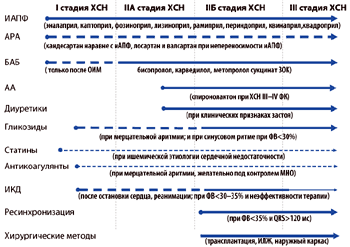 I стадия ХСН IIА стадия ХСН IIБ стадия ХСН III стадия ХСН
ИАПФ
(эналаприл, каптоприл, фозиноприл, лизиноприл, рамиприл, периндоприл, квинаприл, квадроприл)
АРА
(кандесартан наравне с иАПФ, лосартан и валсартан при непереносимости иАПФ)
БАБ
(только после ОИМ) бисопролол, карведилол, метопролол сукцинат ЗОК)
АА
(спиронолактон при ХСН III–IV ФК)
Диуретики
(при клинических признаках застоя)
Гликозиды
(при мерцательной аритмии; и при синусовом ритме при ФВ<30%)
Статины
(при ишемической этиологии сердечной недостаточности)
Антикоагулянты
(при мерцательной аритмии, желательно под контролем МНО)
ИКД
(после остановки сердца, реанимации; при ФВ<30–35% и неэффективности терапии)
Ресинхронизация
(при ФВ<35% и QRS>120 мс)
Хирургические методы
(трансплантация, ИЛЖ, наружный каркас)